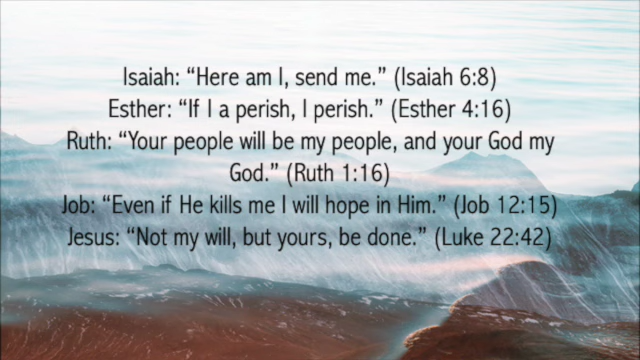 Isaiah: “Here am I, send me.” (Isaiah 6:8)
Esther: “If I a perish, I perish.” (Esther 4:16)
Ruth: “Your people will be my people, and your God my
God.” (Ruth 1:16)
Job: “Even if He kills me I will hope in Him.” (Job 12:15)
Jesus: “Not my will, but yours, be done.” (Luke 22:42)